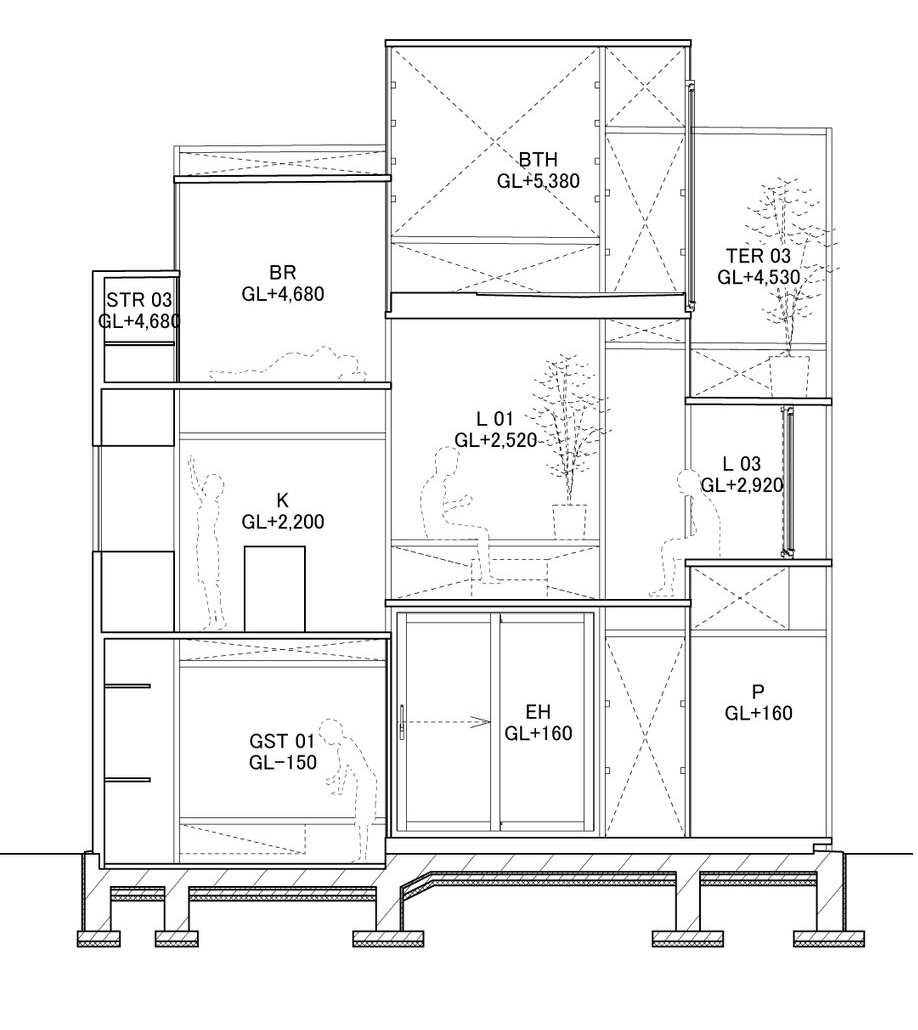 BTH
GL+5,380
TER 03
GL+4,530
BR
GL+4,680
STR 03
GL+4,680
L 01
GL+2,520
L 03
GL+2,920
K
GL+2,200
P
GL+160
EH
GL+160
GST 01
GL-150